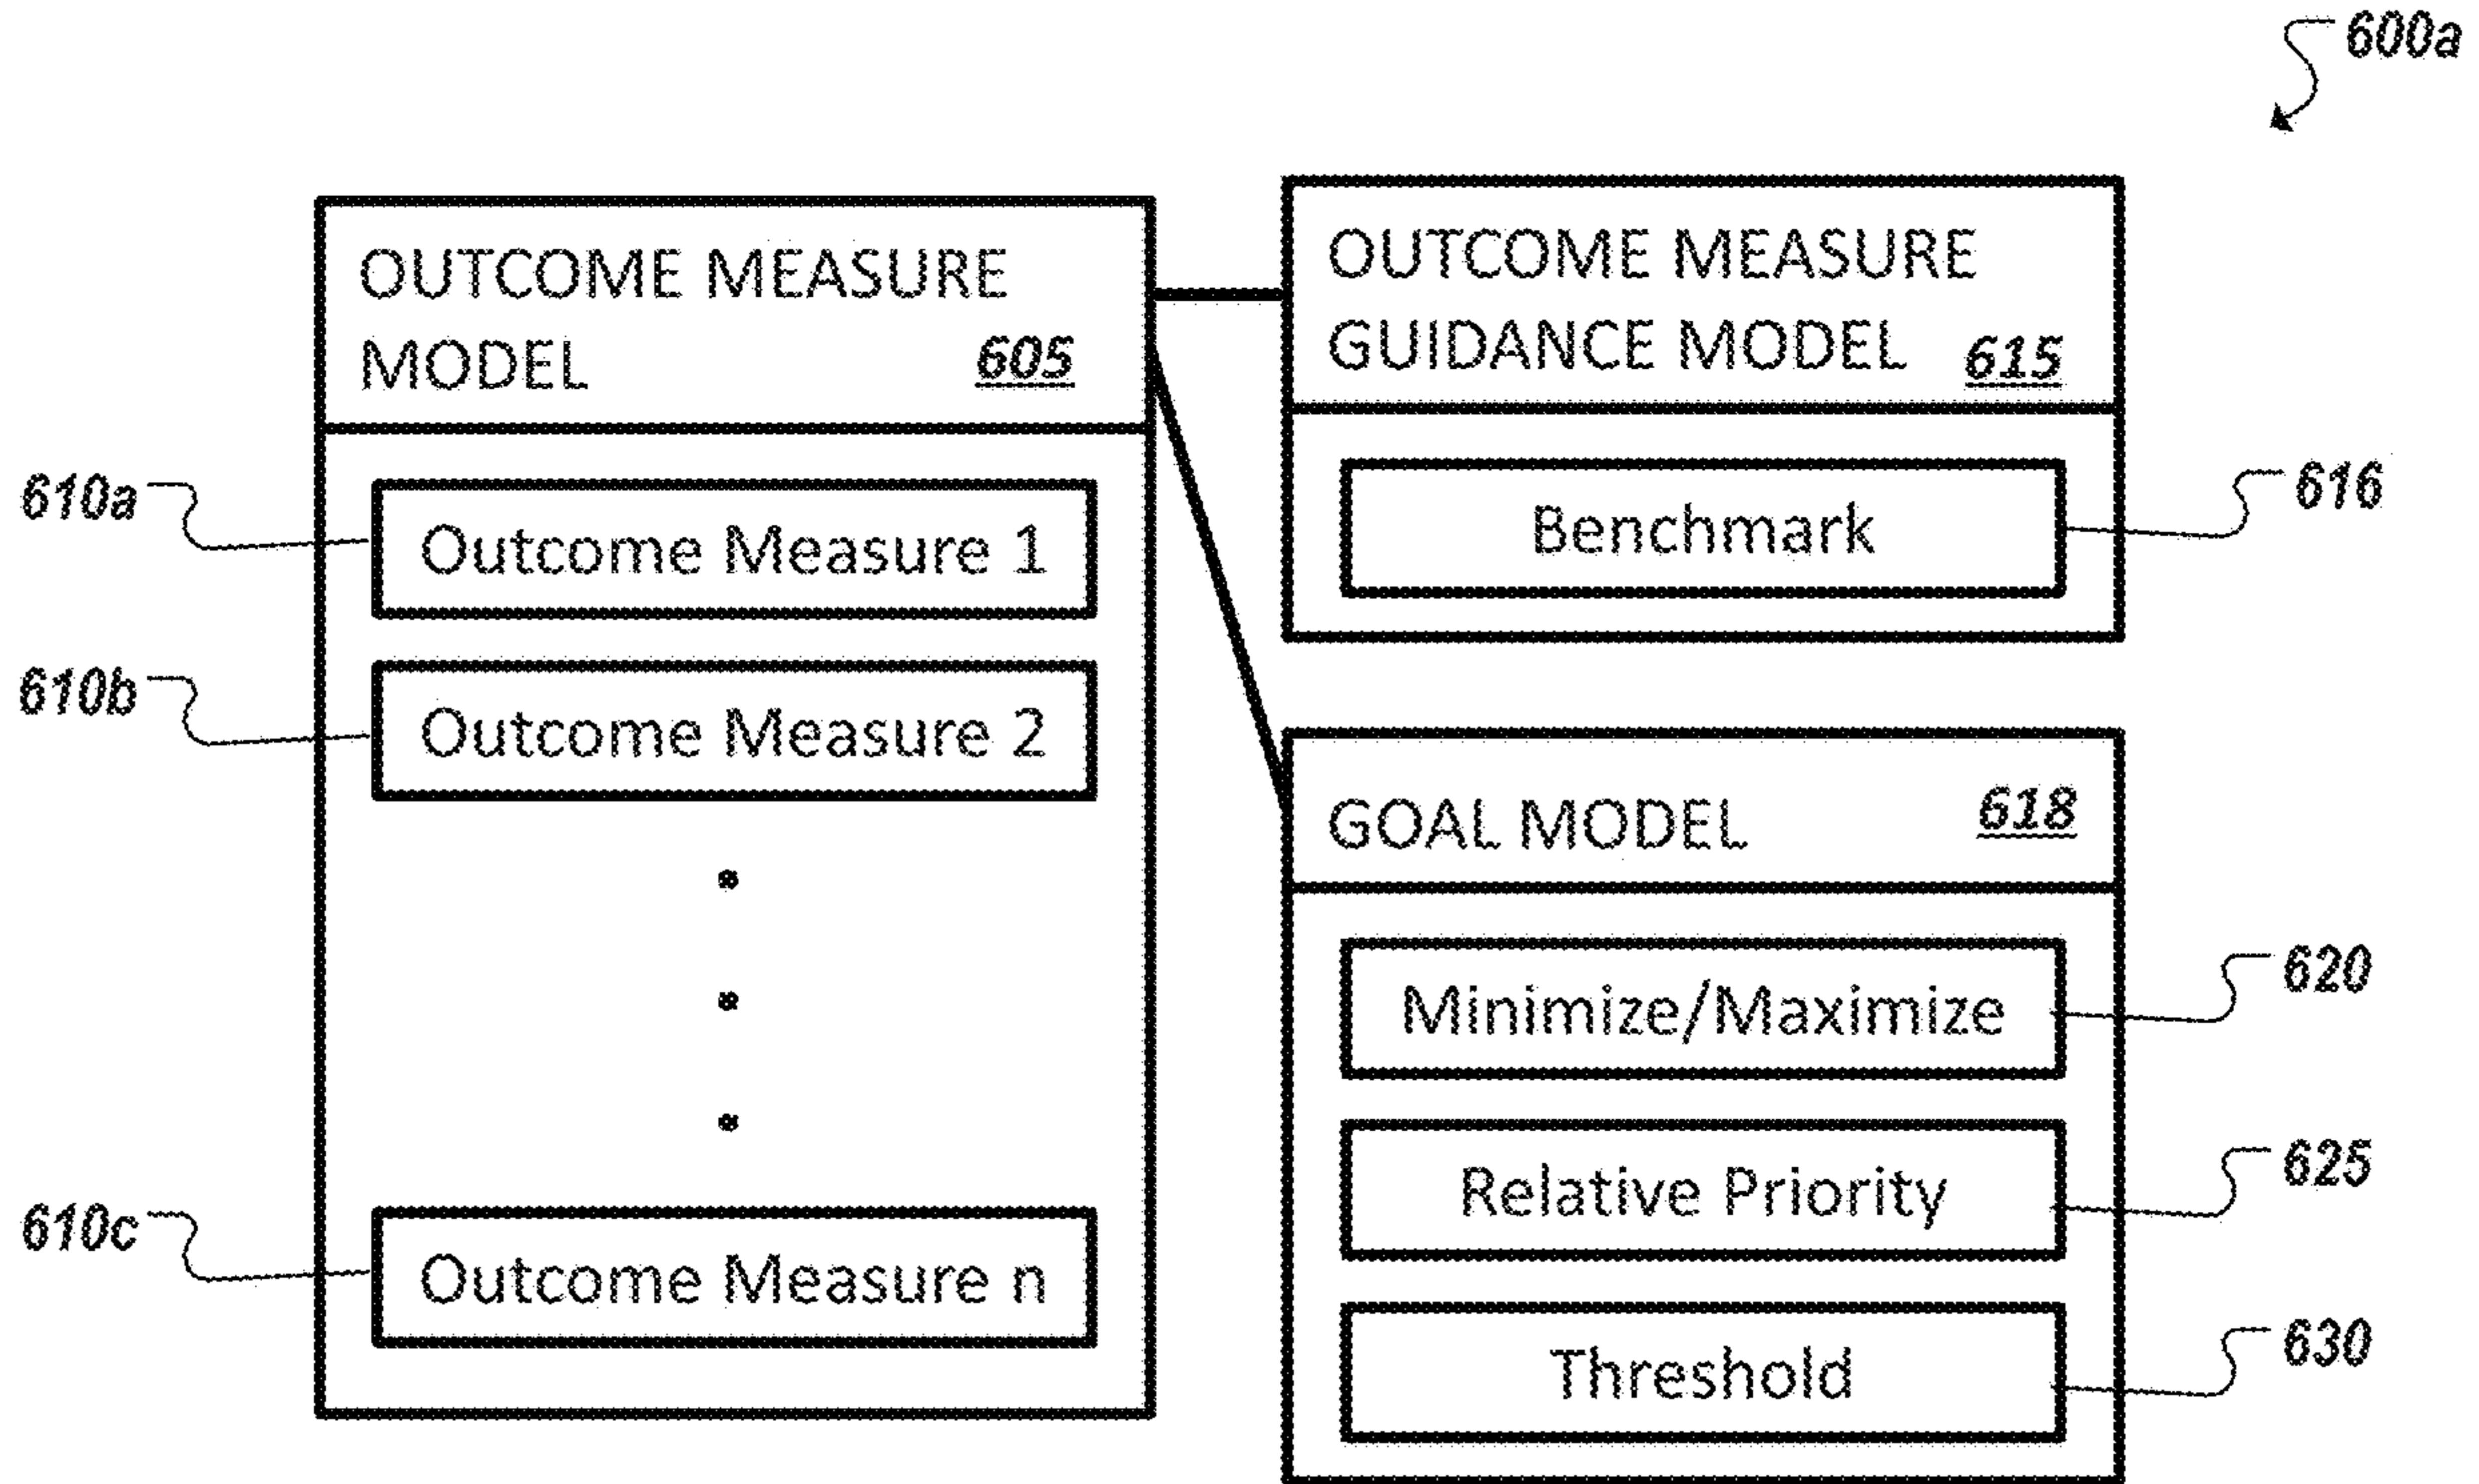 600a
OUTCOME MEASURE
MODEL 605
610a
Outcome Measure 1
610b
Outcome Measure 2
610c
Outcome Measure n
OUTCOME MEASURE
GUIDANCE MODEL 615
Benchmark
616
GOAL MODEL 618
Minimize/Maximize
620
Relative Priority
625
Threshold
630